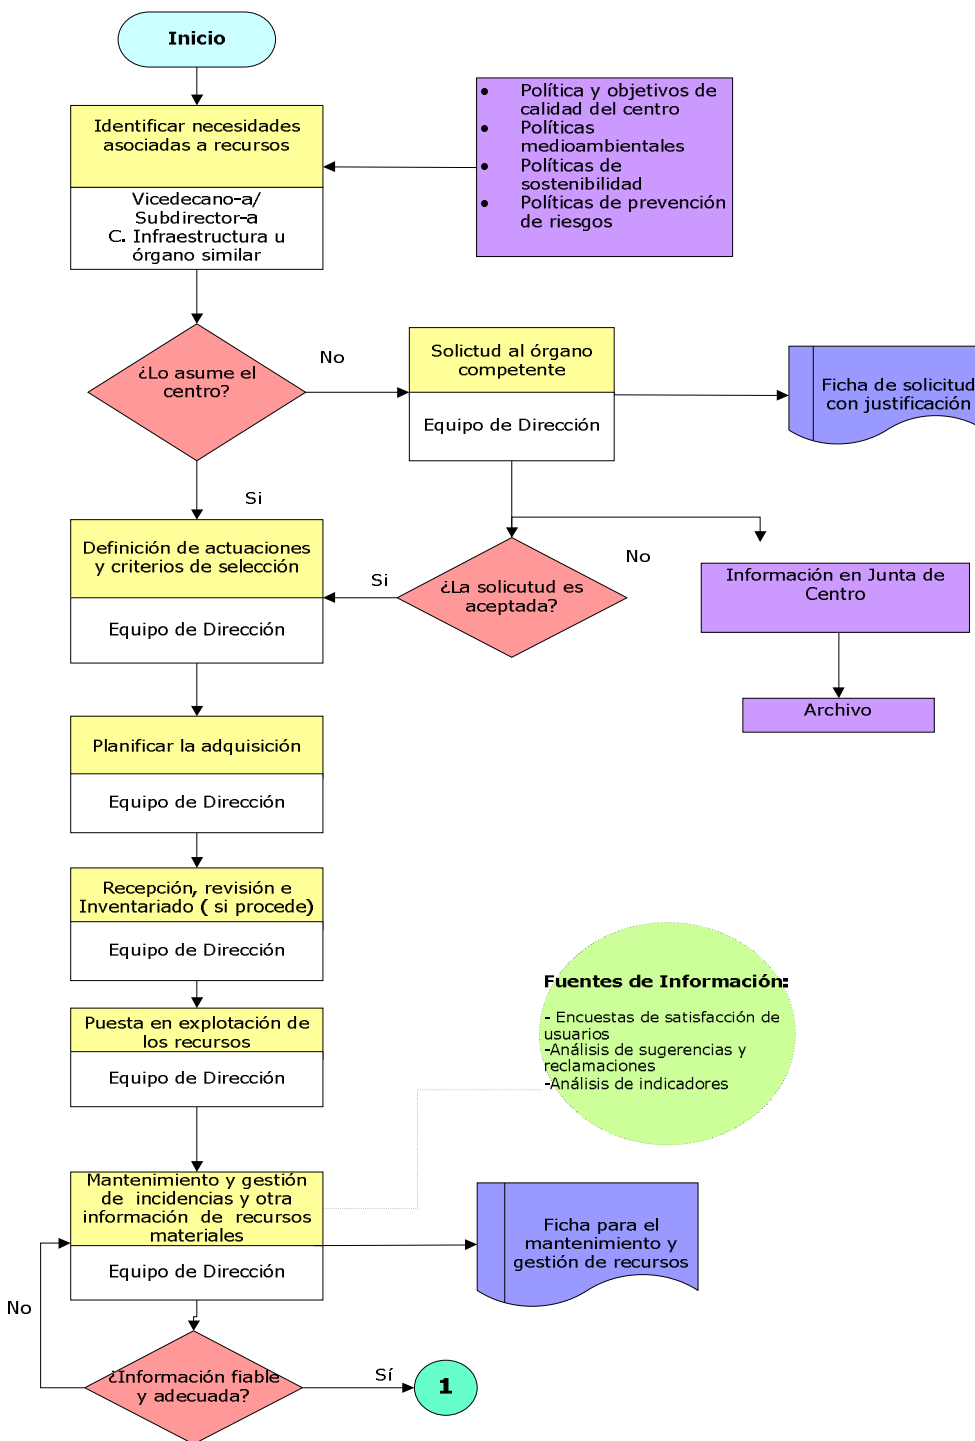 Inicio
Identificar necesidades
asociadas a recursos
Vicedecano-a/
Subdirector-a
C. Infraestructura u
órgano similar
• Política y objetivos de
calidad del centro
• Políticas
medioambientales
• Políticas de
sostenibilidad
• Políticas de prevención
de riesgos
¿Lo asume el
centro?
No
Solictud al órgano
competente
Equipo de Dirección
Ficha de solicitud
con justificación
Si
Definición de actuaciones
y criterios de selección
Equipo de Dirección
Si
¿La solicutud es
aceptada?
No
Información en Junta de
Centro
Archivo
Planificar la adquisición
Equipo de Dirección
Recepción, revisión e
Inventariado ( si procede)
Equipo de Dirección
Puesta en explotación de
los recursos
Equipo de Dirección
Fuentes de Información:
- Encuestas de satisfacción de
usuarios
-Análisis de sugerencias y
reclamaciones
-Análisis de indicadores
Mantenimiento y gestión
de incidencias y otra
información de recursos
materiales
Equipo de Dirección
Ficha para el
mantenimiento y
gestión de recursos
No
¿Información fiable
y adecuada?
Sí
1